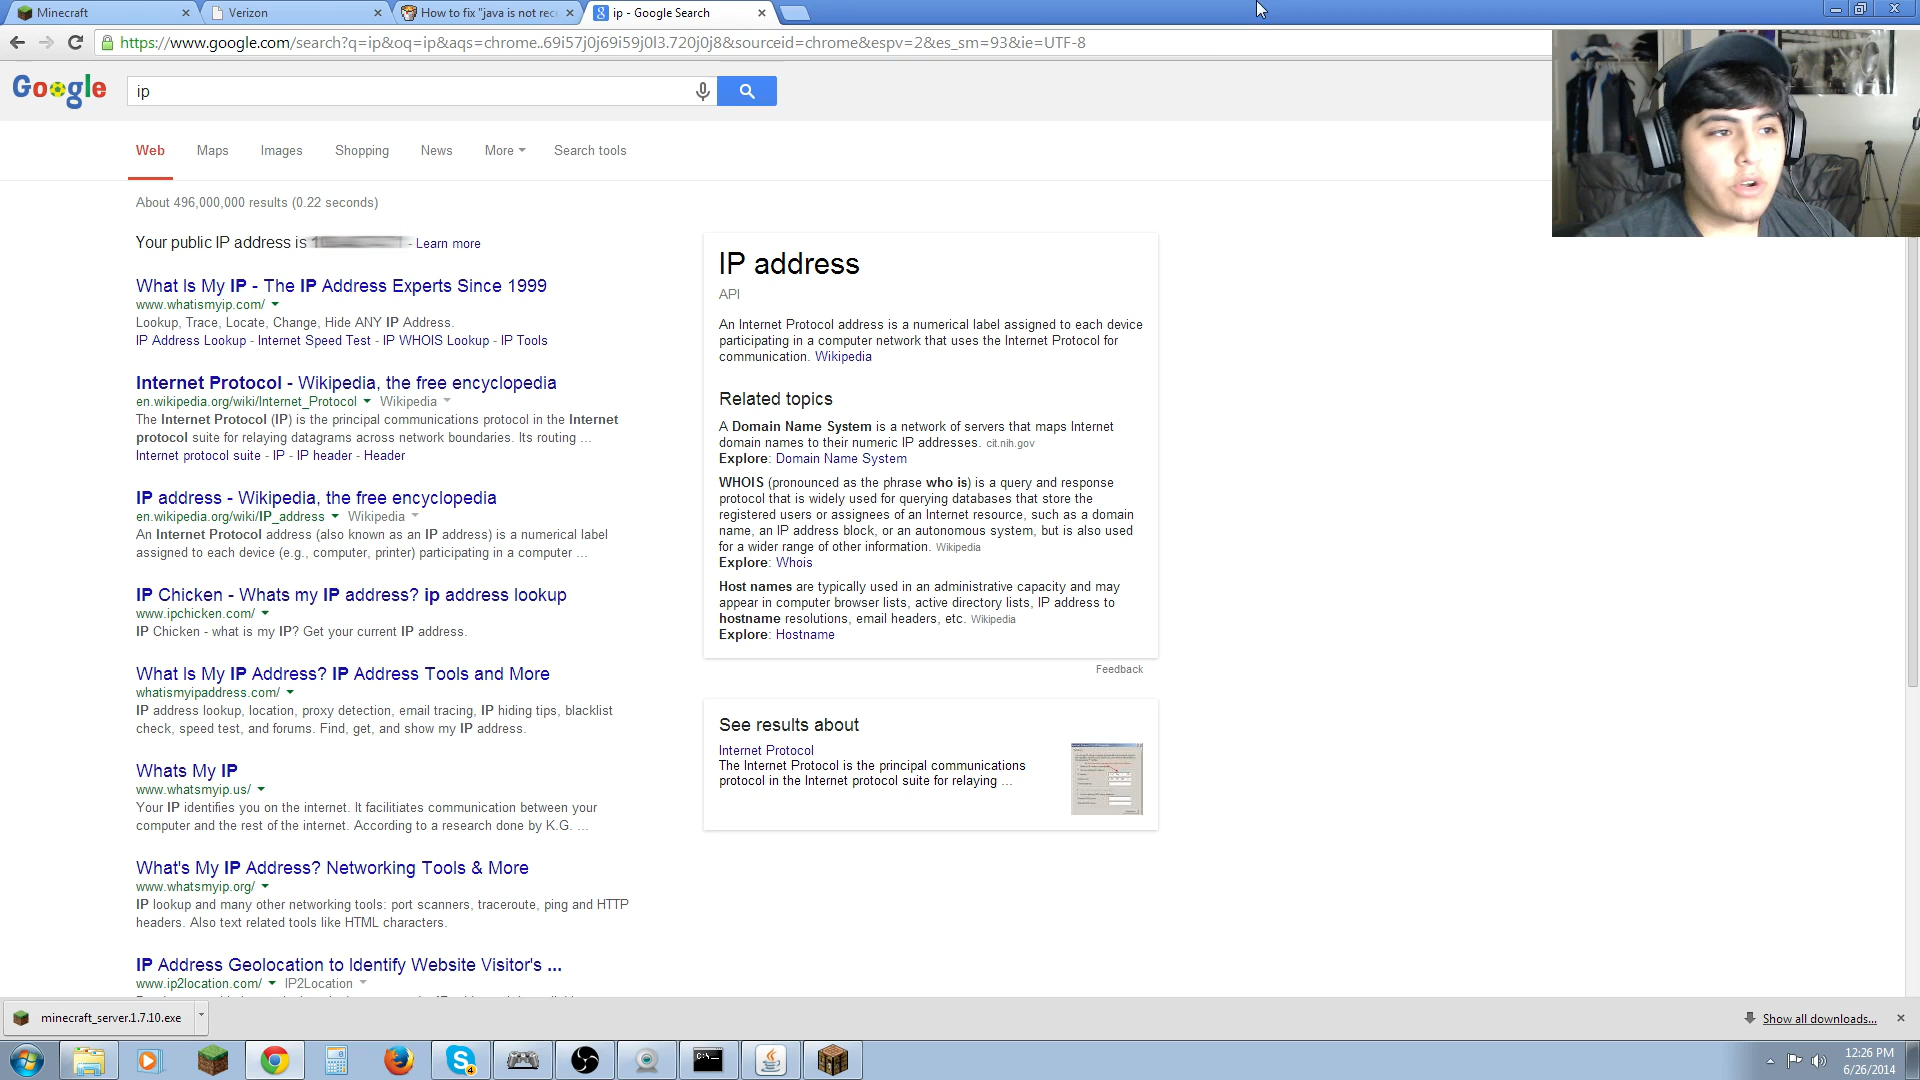 Minecraft
Verizon
How to fix "java is not rec
ip - Google Search
https://www.google.com/search?q=ip&oq=ip&aqs=chrome..69i57j0j69i59j0l3.720j0j8&sourceid=chrome&espv=2&es_sm=93&ie=UTF-8
Google
ip
Web Maps Images Shopping News More Search tools
About 496,000,000 results (0.22 seconds)
Your public IP address is - Learn more
What Is My IP - The IP Address Experts Since 1999
www.whatismyip.com/
Lookup, Trace, Locate, Change, Hide ANY IP Address.
IP Address Lookup - Internet Speed Test - IP WHOIS Lookup - IP Tools
Internet Protocol - Wikipedia, the free encyclopedia
en.wikipedia.org/wiki/Internet_Protocol Wikipedia
The Internet Protocol (IP) is the principal communications protocol in the Internet
protocol suite for relaying datagrams across network boundaries. Its routing ...
Internet protocol suite - IP - IP header - Header
IP address - Wikipedia, the free encyclopedia
en.wikipedia.org/wiki/IP_address Wikipedia
An Internet Protocol address (also known as an IP address) is a numerical label
assigned to each device (e.g., computer, printer) participating in a computer ...
IP Chicken - Whats my IP address? ip address lookup
www.ipchicken.com/
IP Chicken - what is my IP? Get your current IP address.
What Is My IP Address? IP Address Tools and More
whatismyipaddress.com/
IP address lookup, location, proxy detection, email tracing, IP hiding tips, blacklist
check, speed test, and forums. Find, get, and show my IP address.
Whats My IP
www.whatsmyip.us/
Your IP identifies you on the internet. It facilitiates communication between your
computer and the rest of the internet. According to a research done by K.G. ...
What's My IP Address? Networking Tools & More
www.whatsmyip.org/
IP lookup and many other networking tools: port scanners, traceroute, ping and HTTP
headers. Also text related tools like HTML characters.
IP Address Geolocation to Identify Website Visitor's ...
www.ip2location.com/ IP2Location
IP address
API
An Internet Protocol address is a numerical label assigned to each device
participating in a computer network that uses the Internet Protocol for
communication. Wikipedia
Related topics
A Domain Name System is a network of servers that maps Internet
domain names to their numeric IP addresses. cit.nih.gov
Explore: Domain Name System
WHOIS (pronounced as the phrase who is) is a query and response
protocol that is widely used for querying databases that store the
registered users or assignees of an Internet resource, such as a domain
name, an IP address block, or an autonomous system, but is also used
for a wider range of other information. Wikipedia
Explore: Whois
Host names are typically used in an administrative capacity and may
appear in computer browser lists, active directory lists, IP address to
hostname resolutions, email headers, etc. Wikipedia
Explore: Hostname
Feedback
See results about
Internet Protocol
The Internet Protocol is the principal communications
protocol in the Internet protocol suite for relaying ...
minecraft_server.1.7.10.exe
Show all downloads...
4
C:\_
12:26 PM
6/26/2014